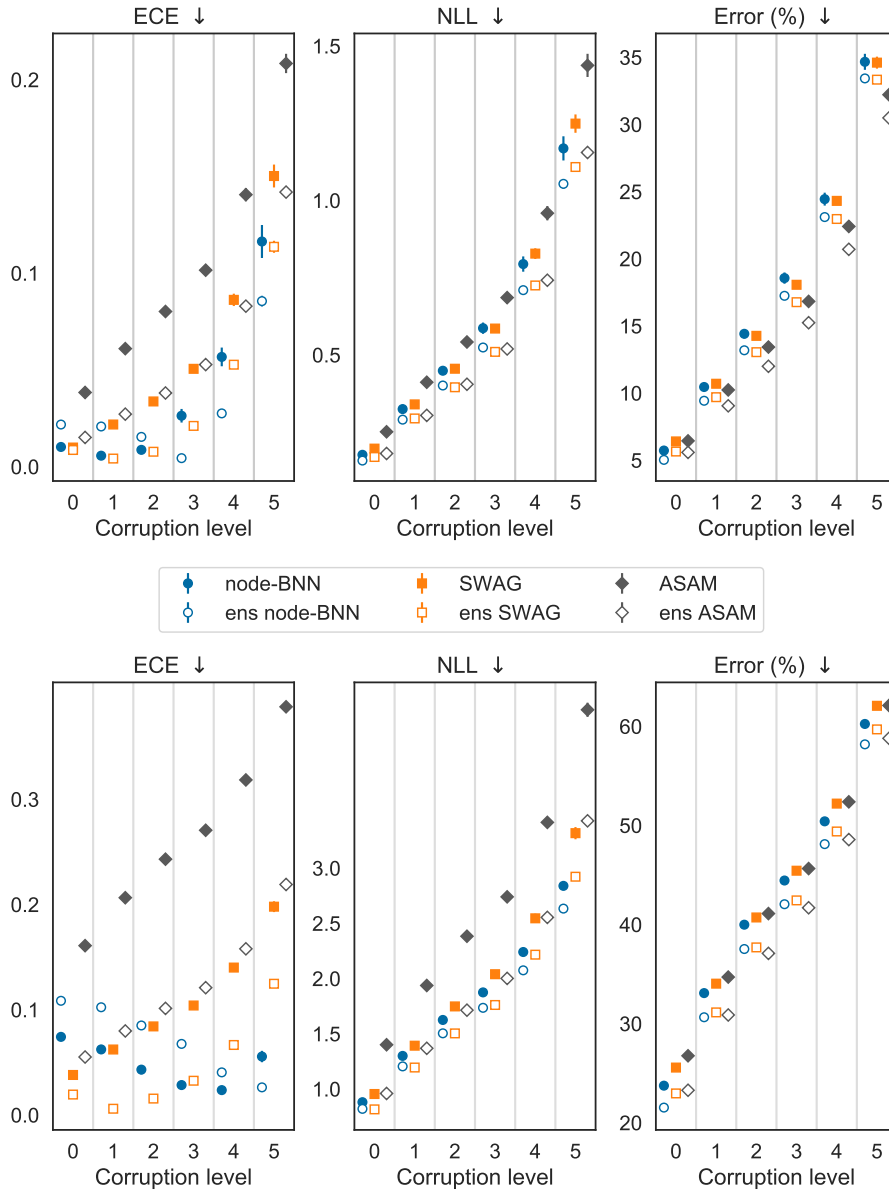 ECE ↓ NLL ↓ Error (%) ↓
0.2
0.1
0.0
0 1 2 3 4 5
Corruption level
1.5
1.0
0.5
0 1 2 3 4 5
Corruption level
35
30
25
20
15
10
5
0 1 2 3 4 5
Corruption level
node-BNN SWAG ASAM
ens node-BNN ens SWAG ens ASAM
ECE ↓ NLL ↓ Error (%) ↓
0.3
0.2
0.1
0.0
0 1 2 3 4 5
Corruption level
3.0
2.5
2.0
1.5
1.0
0 1 2 3 4 5
Corruption level
60
50
40
30
20
0 1 2 3 4 5
Corruption level